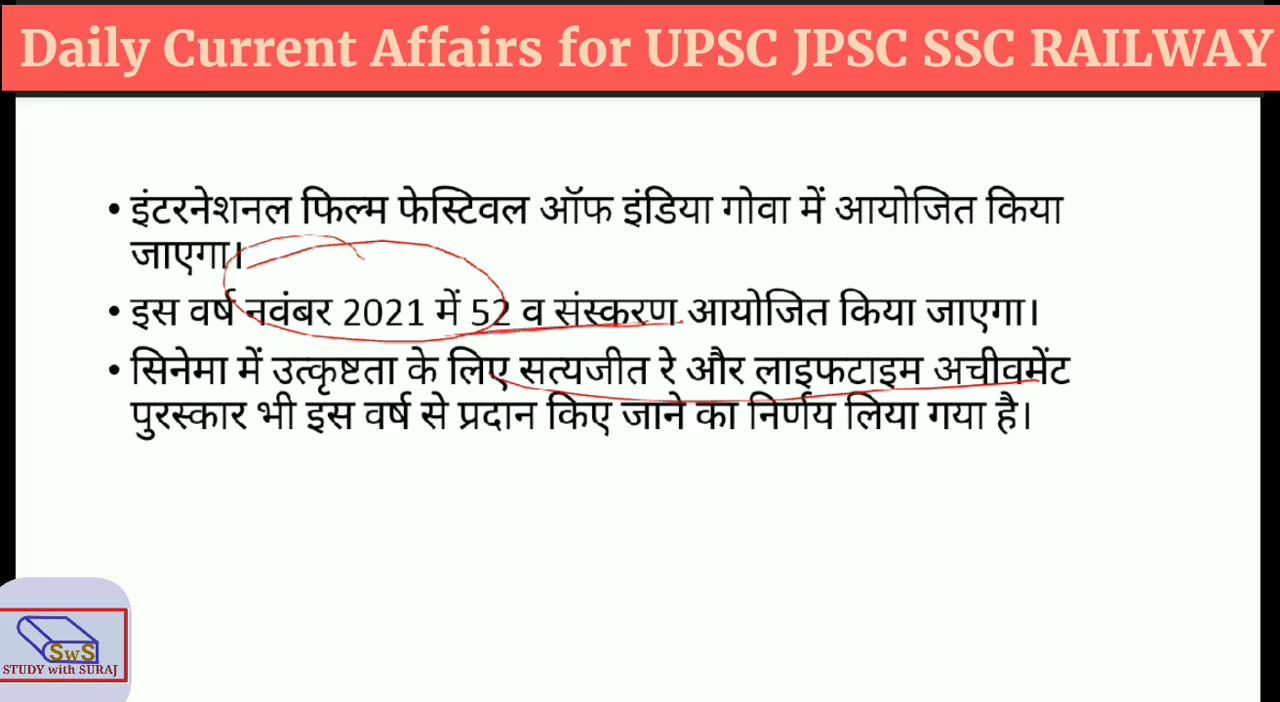 Daily Current Affairs for UPSC JPSC SSC RAILWAY
• इंटरनेशनल फिल्म फेस्टिवल ऑफ इंडिया गोवा में आयोजित किया
जाएगा।
• इस वर्ष नवंबर 2021 में 52 व संस्करण आयोजित किया जाएगा।
• सिनेमा में उत्कृष्टता के लिए सत्यजीत रे और लाइफटाइम अचीवमेंट
पुरस्कार भी इस वर्ष से प्रदान किए जाने का निर्णय लिया गया है।
SwS
STUDY with SURAJ